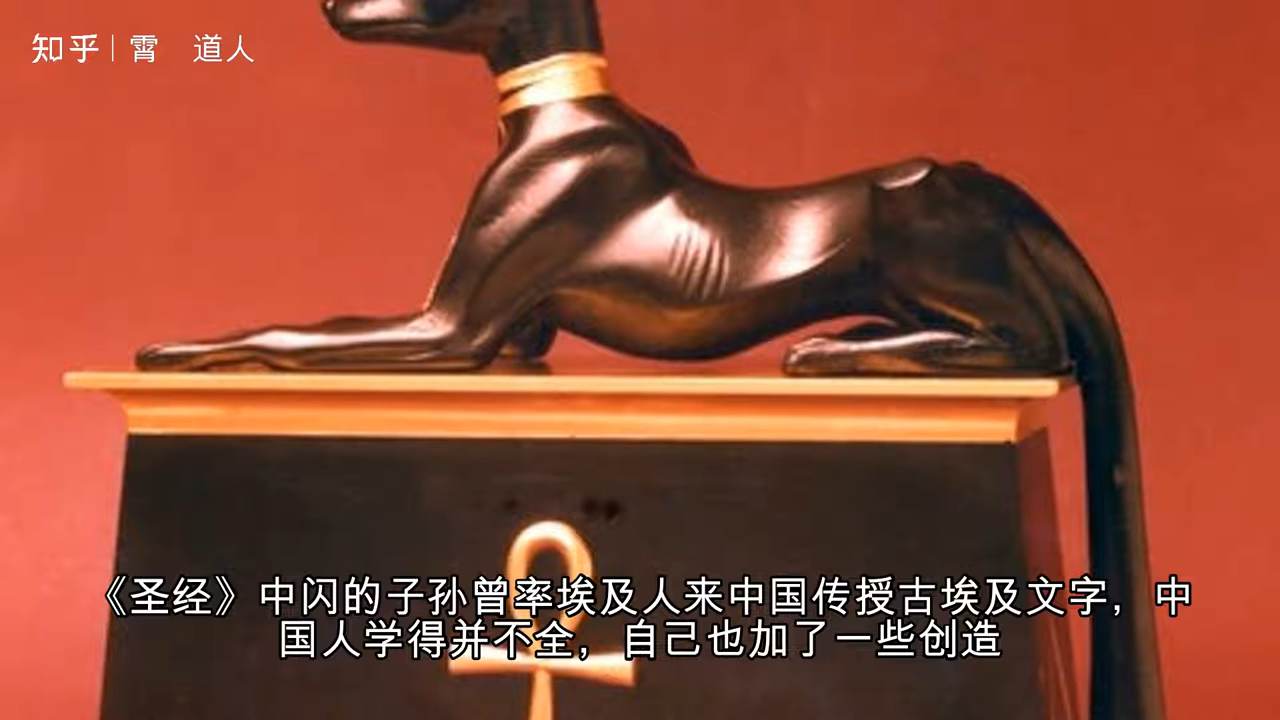 知乎 | 霄 道人
《圣经》中闪的子孙曾率埃及人来中国传授古埃及文字，中
国人学得并不全，自己也加了一些创造